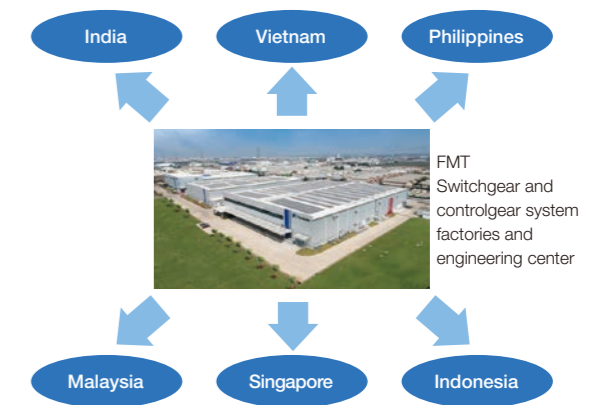 India
Vietnam
Philippines
FMT
Switchgear and
controlgear system
factories and
engineering center
Malaysia
Singapore
Indonesia